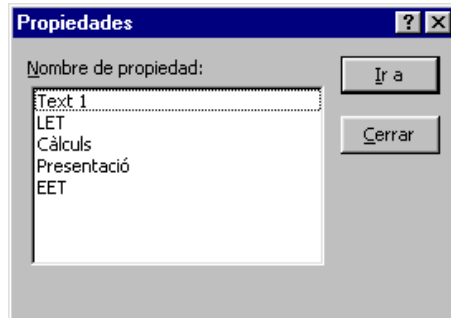 Propiedades
Nombre de propiedad:
Text 1
LET
Càlculs
Presentació
EET
Ir a
Cerrar